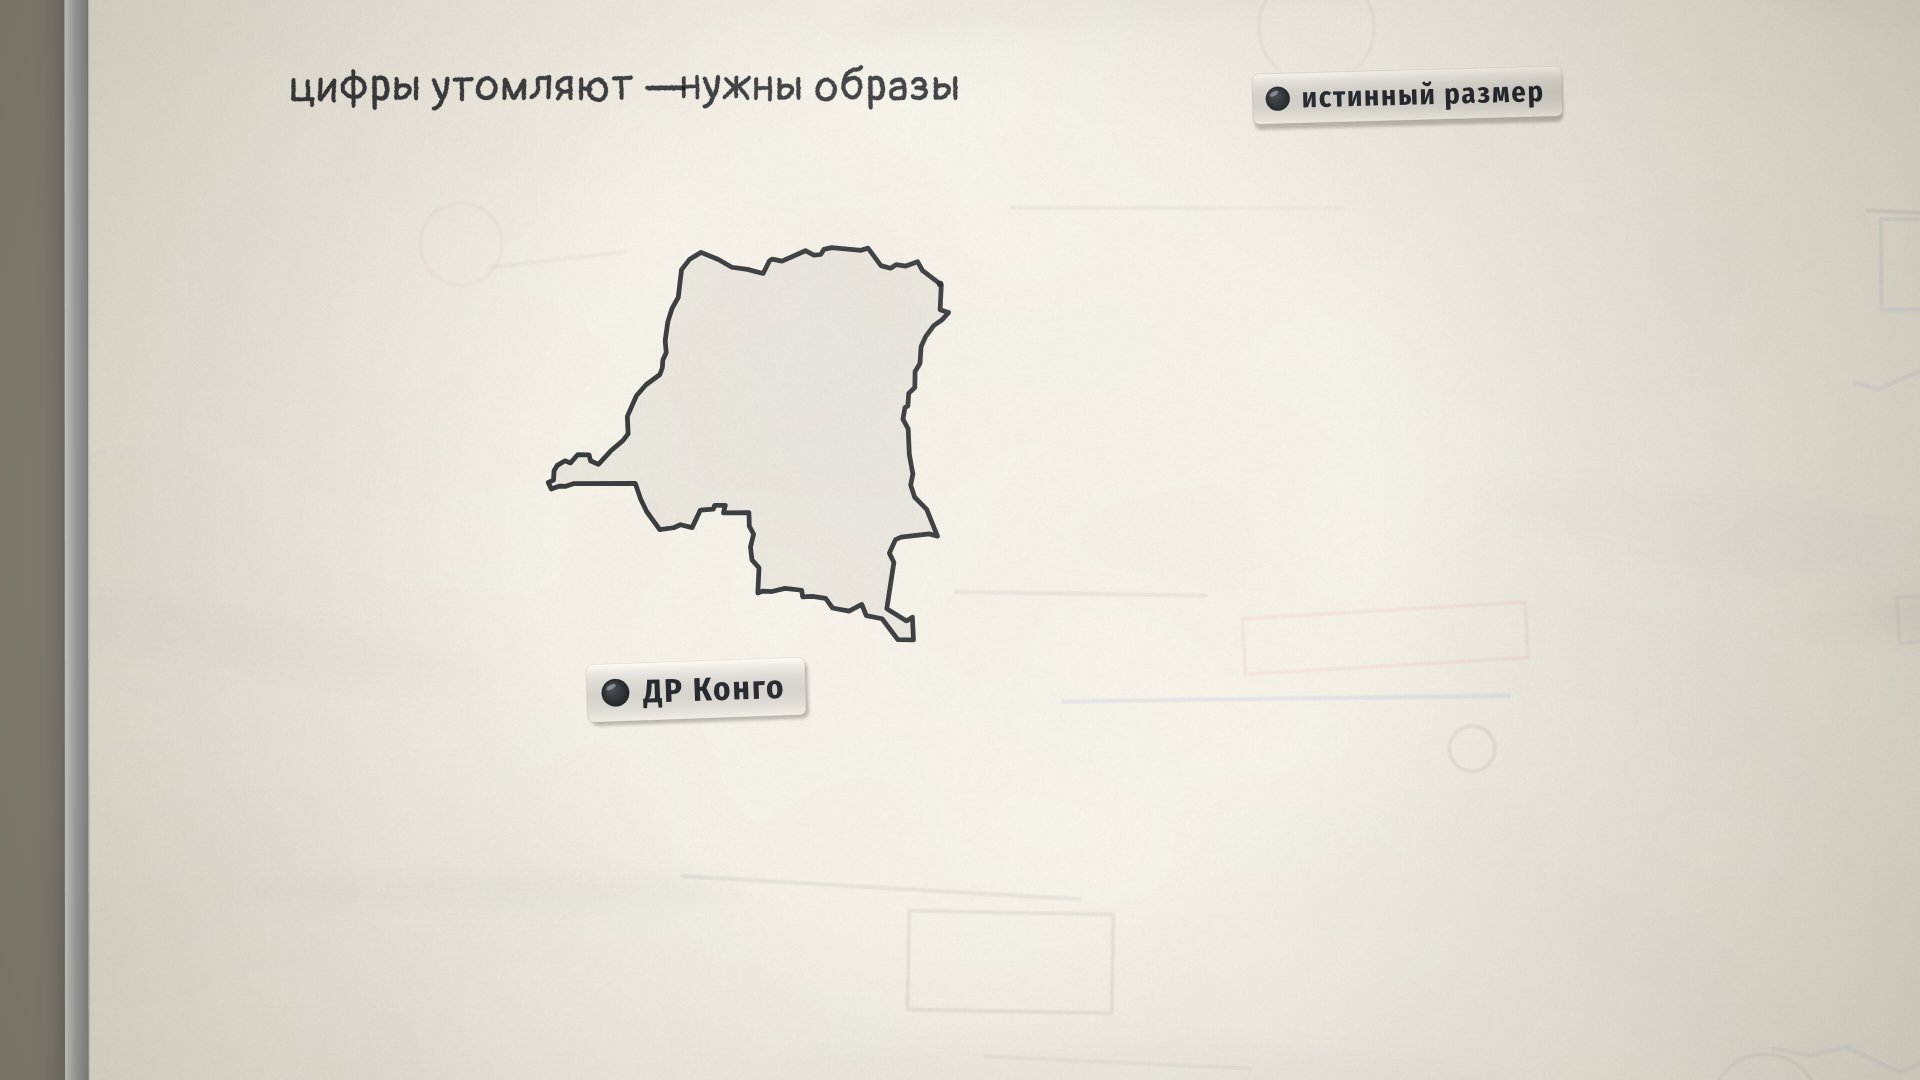 цифры утомляют — нужны образы
истинный размер
ДР Конго